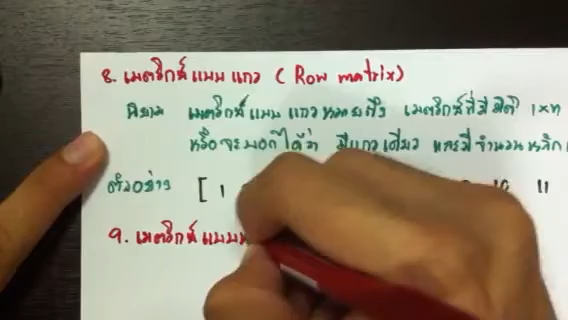 8. เมตริกซ์แบบแถว (Row matrix)
นิยาม เมตริกซ์แบบแถวหมายถึง เมตริกซ์ที่มีมิติ 1xn
หรือจะบอกได้ว่า มีแถวเดียว และมีจำนวนหลัก
ตัวอย่าง [ 1 10 11
9. เมตริกซ์แบบ